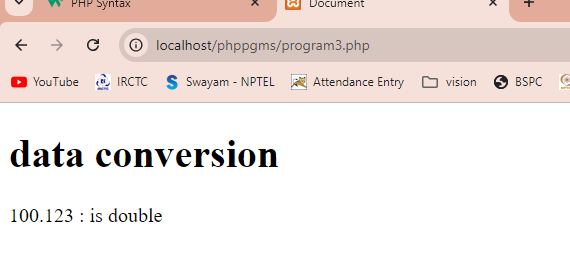 PHP Syntax
Document
localhost/phppgms/program3.php
YouTube
IRCTC
Swayam - NPTEL
Attendance Entry
vision
BSPC
data conversion
100.123 : is double